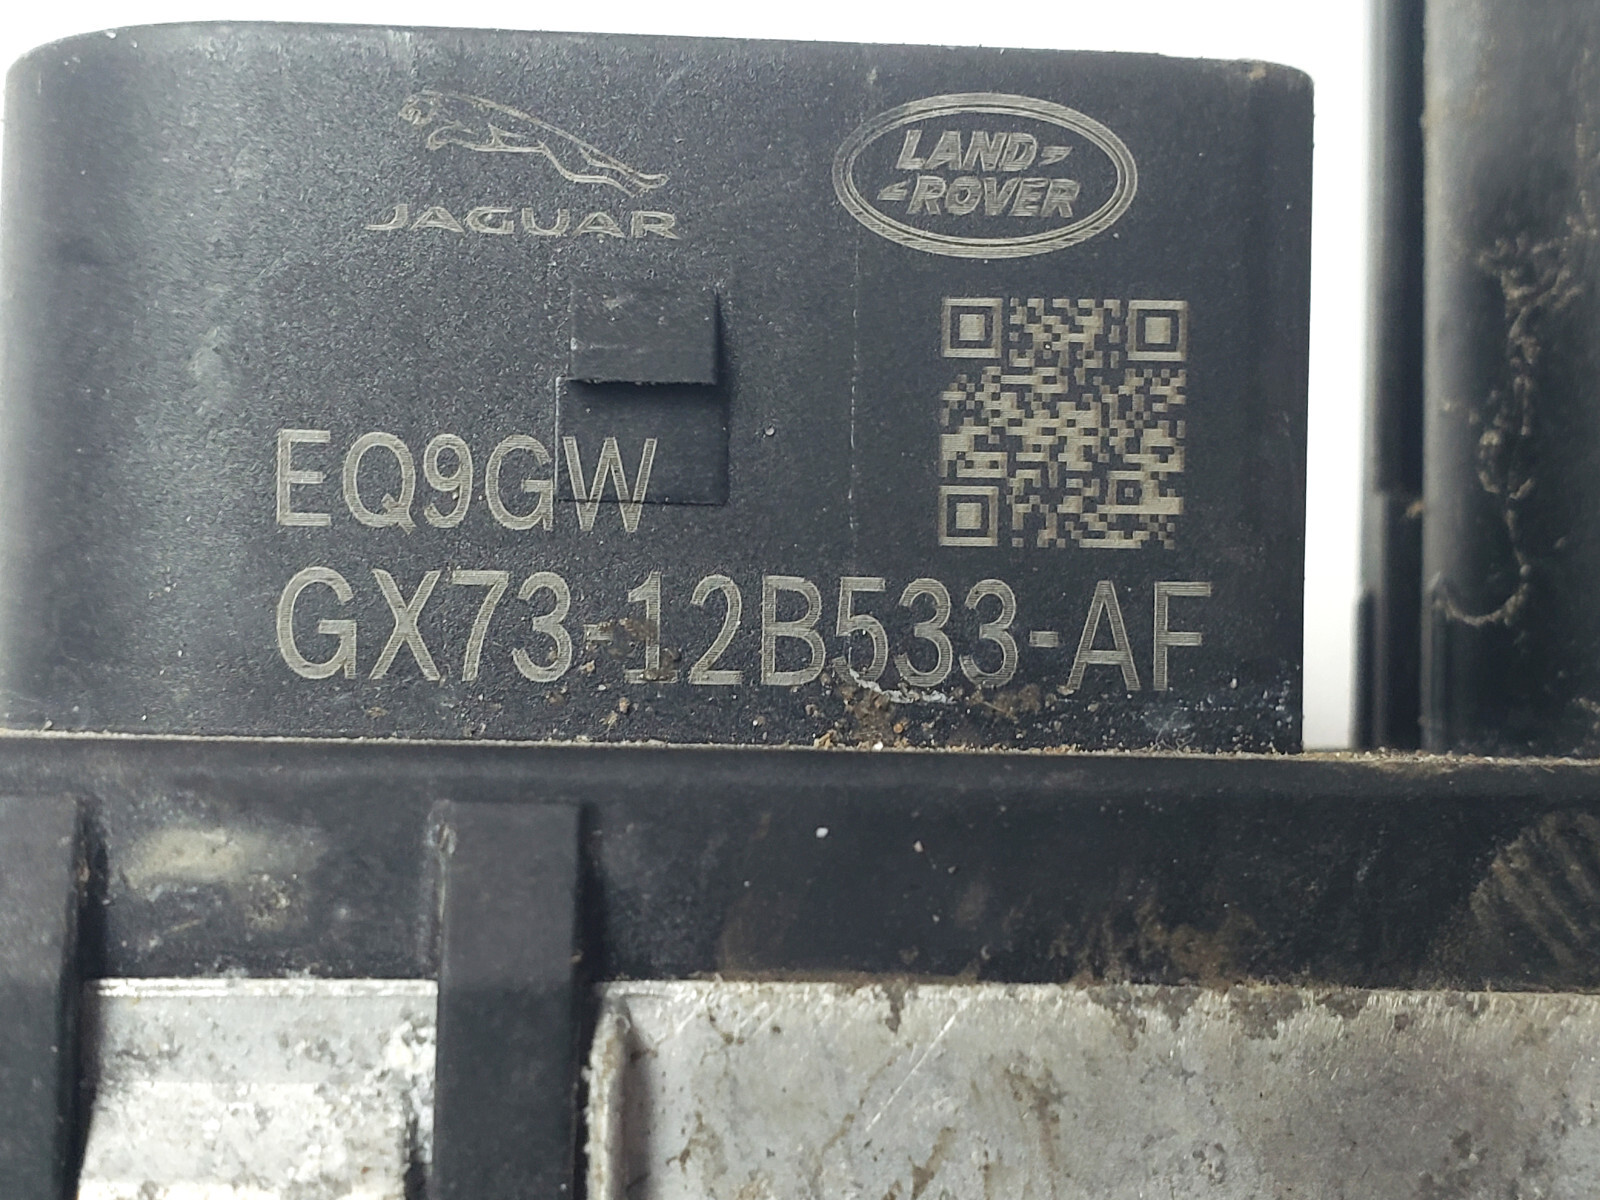 JAGUAR
LAND-
-ROVER
EQ9GW
GX73-12B533-AF